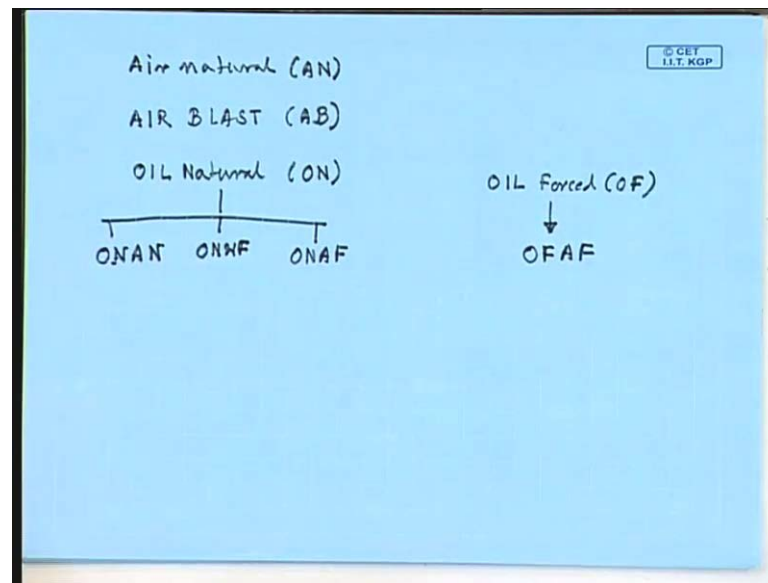 Air natural (AN)
© CET
I.I.T. KGP
AIR BLAST (AB)
OIL Natural (ON)
OIL Forced (OF)
ONAN ONWF ONAF
OFAF